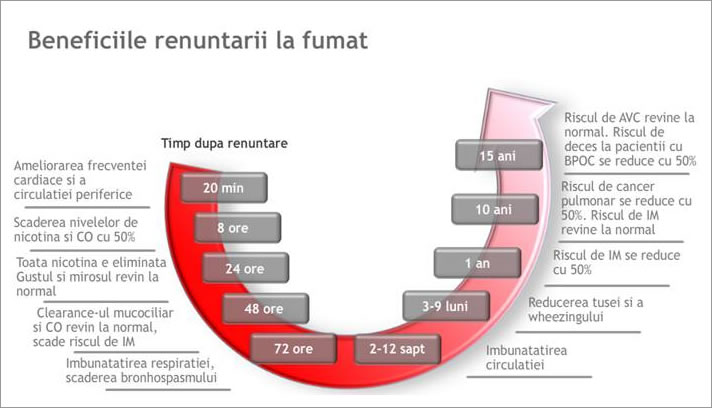 Beneficiile renuntarii la fumat
Timp dupa renuntare
20 min
Ameliorarea frecventei
cardiace si a
circulatiei periferice
8 ore
Scaderea nivelelor de
nicotina si CO cu 50%
24 ore
Toata nicotina e eliminata
Gustul si mirosul revin la
normal
48 ore
Clearance-ul mucociliar
si CO revin la normal,
scade riscul de IM
72 ore
Imbunatatirea respiratiei,
scaderea bronhospasmului
2-12 sapt
Imbunatatirea
circulatiei
3-9 luni
Reducerea tusei si a
wheezingului
1 an
Riscul de IM se reduce
cu 50%
10 ani
Riscul de cancer
pulmonar se reduce cu
50%. Riscul de IM
revine la normal
15 ani
Riscul de AVC revine la
normal. Riscul de
deces la pacientii cu
BPOC se reduce cu 50%